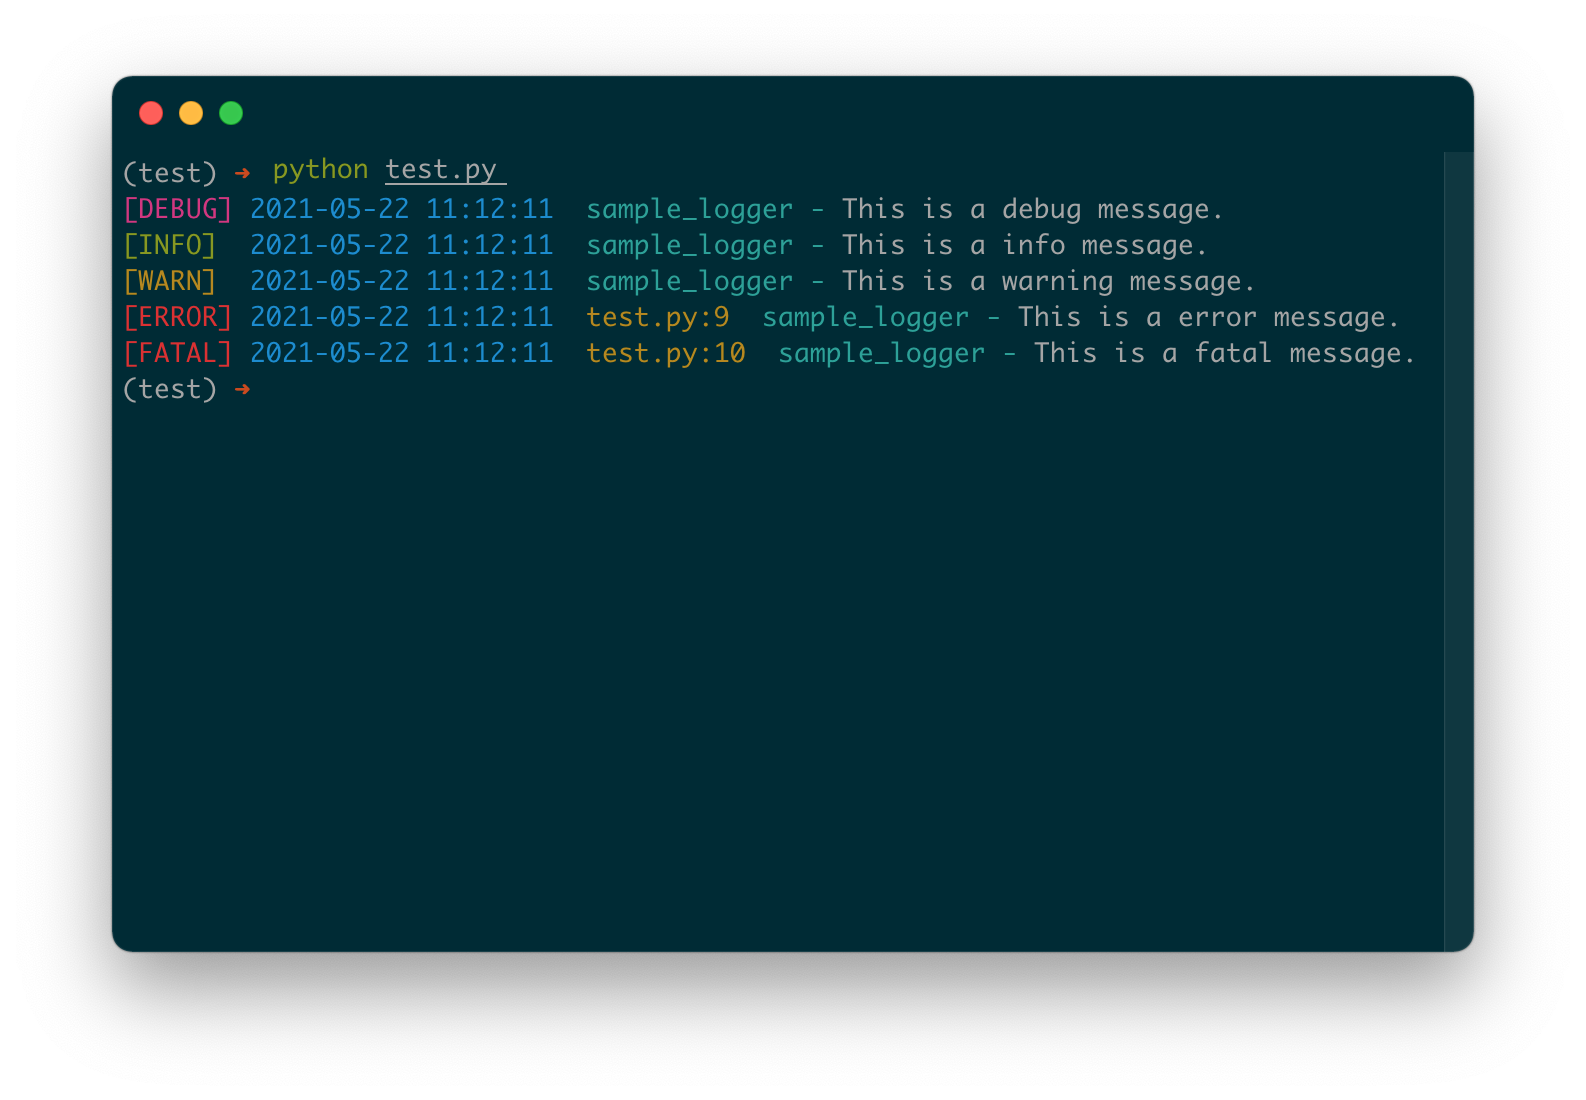 (test) ➜ python test.py
[DEBUG] 2021-05-22 11:12:11  sample_logger - This is a debug message.
[INFO]  2021-05-22 11:12:11  sample_logger - This is a info message.
[WARN]  2021-05-22 11:12:11  sample_logger - This is a warning message.
[ERROR] 2021-05-22 11:12:11  test.py:9  sample_logger - This is a error message.
[FATAL] 2021-05-22 11:12:11  test.py:10  sample_logger - This is a fatal message.
(test) ➜